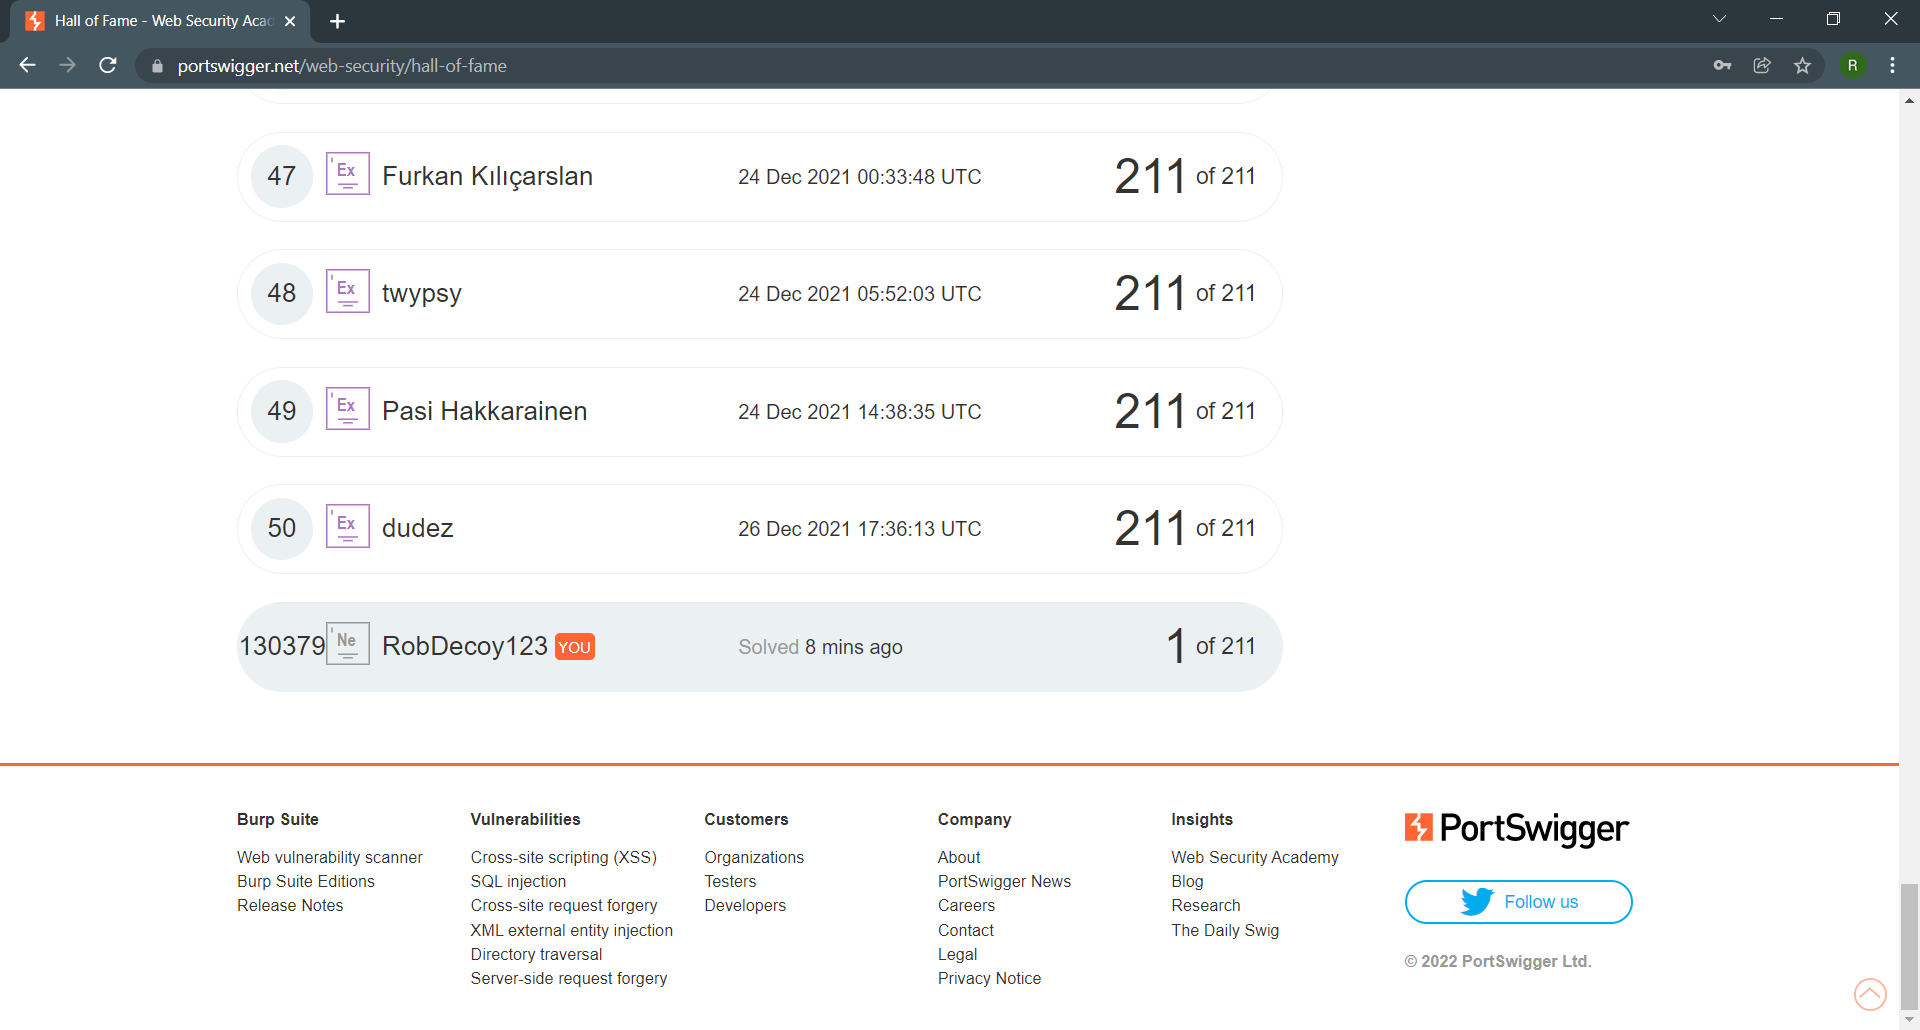 Hall of Fame - Web Security Acad
portswigger.net/web-security/hall-of-fame
R
47 Ex Furkan Kılıçarslan 24 Dec 2021 00:33:48 UTC 211 of 211
48 Ex twypsy 24 Dec 2021 05:52:03 UTC 211 of 211
49 Ex Pasi Hakkarainen 24 Dec 2021 14:38:35 UTC 211 of 211
50 Ex dudez 26 Dec 2021 17:36:13 UTC 211 of 211
130379 Ne RobDecoy123 YOU Solved 8 mins ago 1 of 211
Burp Suite
Web vulnerability scanner
Burp Suite Editions
Release Notes
Vulnerabilities
Cross-site scripting (XSS)
SQL injection
Cross-site request forgery
XML external entity injection
Directory traversal
Server-side request forgery
Customers
Organizations
Testers
Developers
Company
About
PortSwigger News
Careers
Contact
Legal
Privacy Notice
Insights
Web Security Academy
Blog
Research
The Daily Swig
PortSwigger
Follow us
© 2022 PortSwigger Ltd.